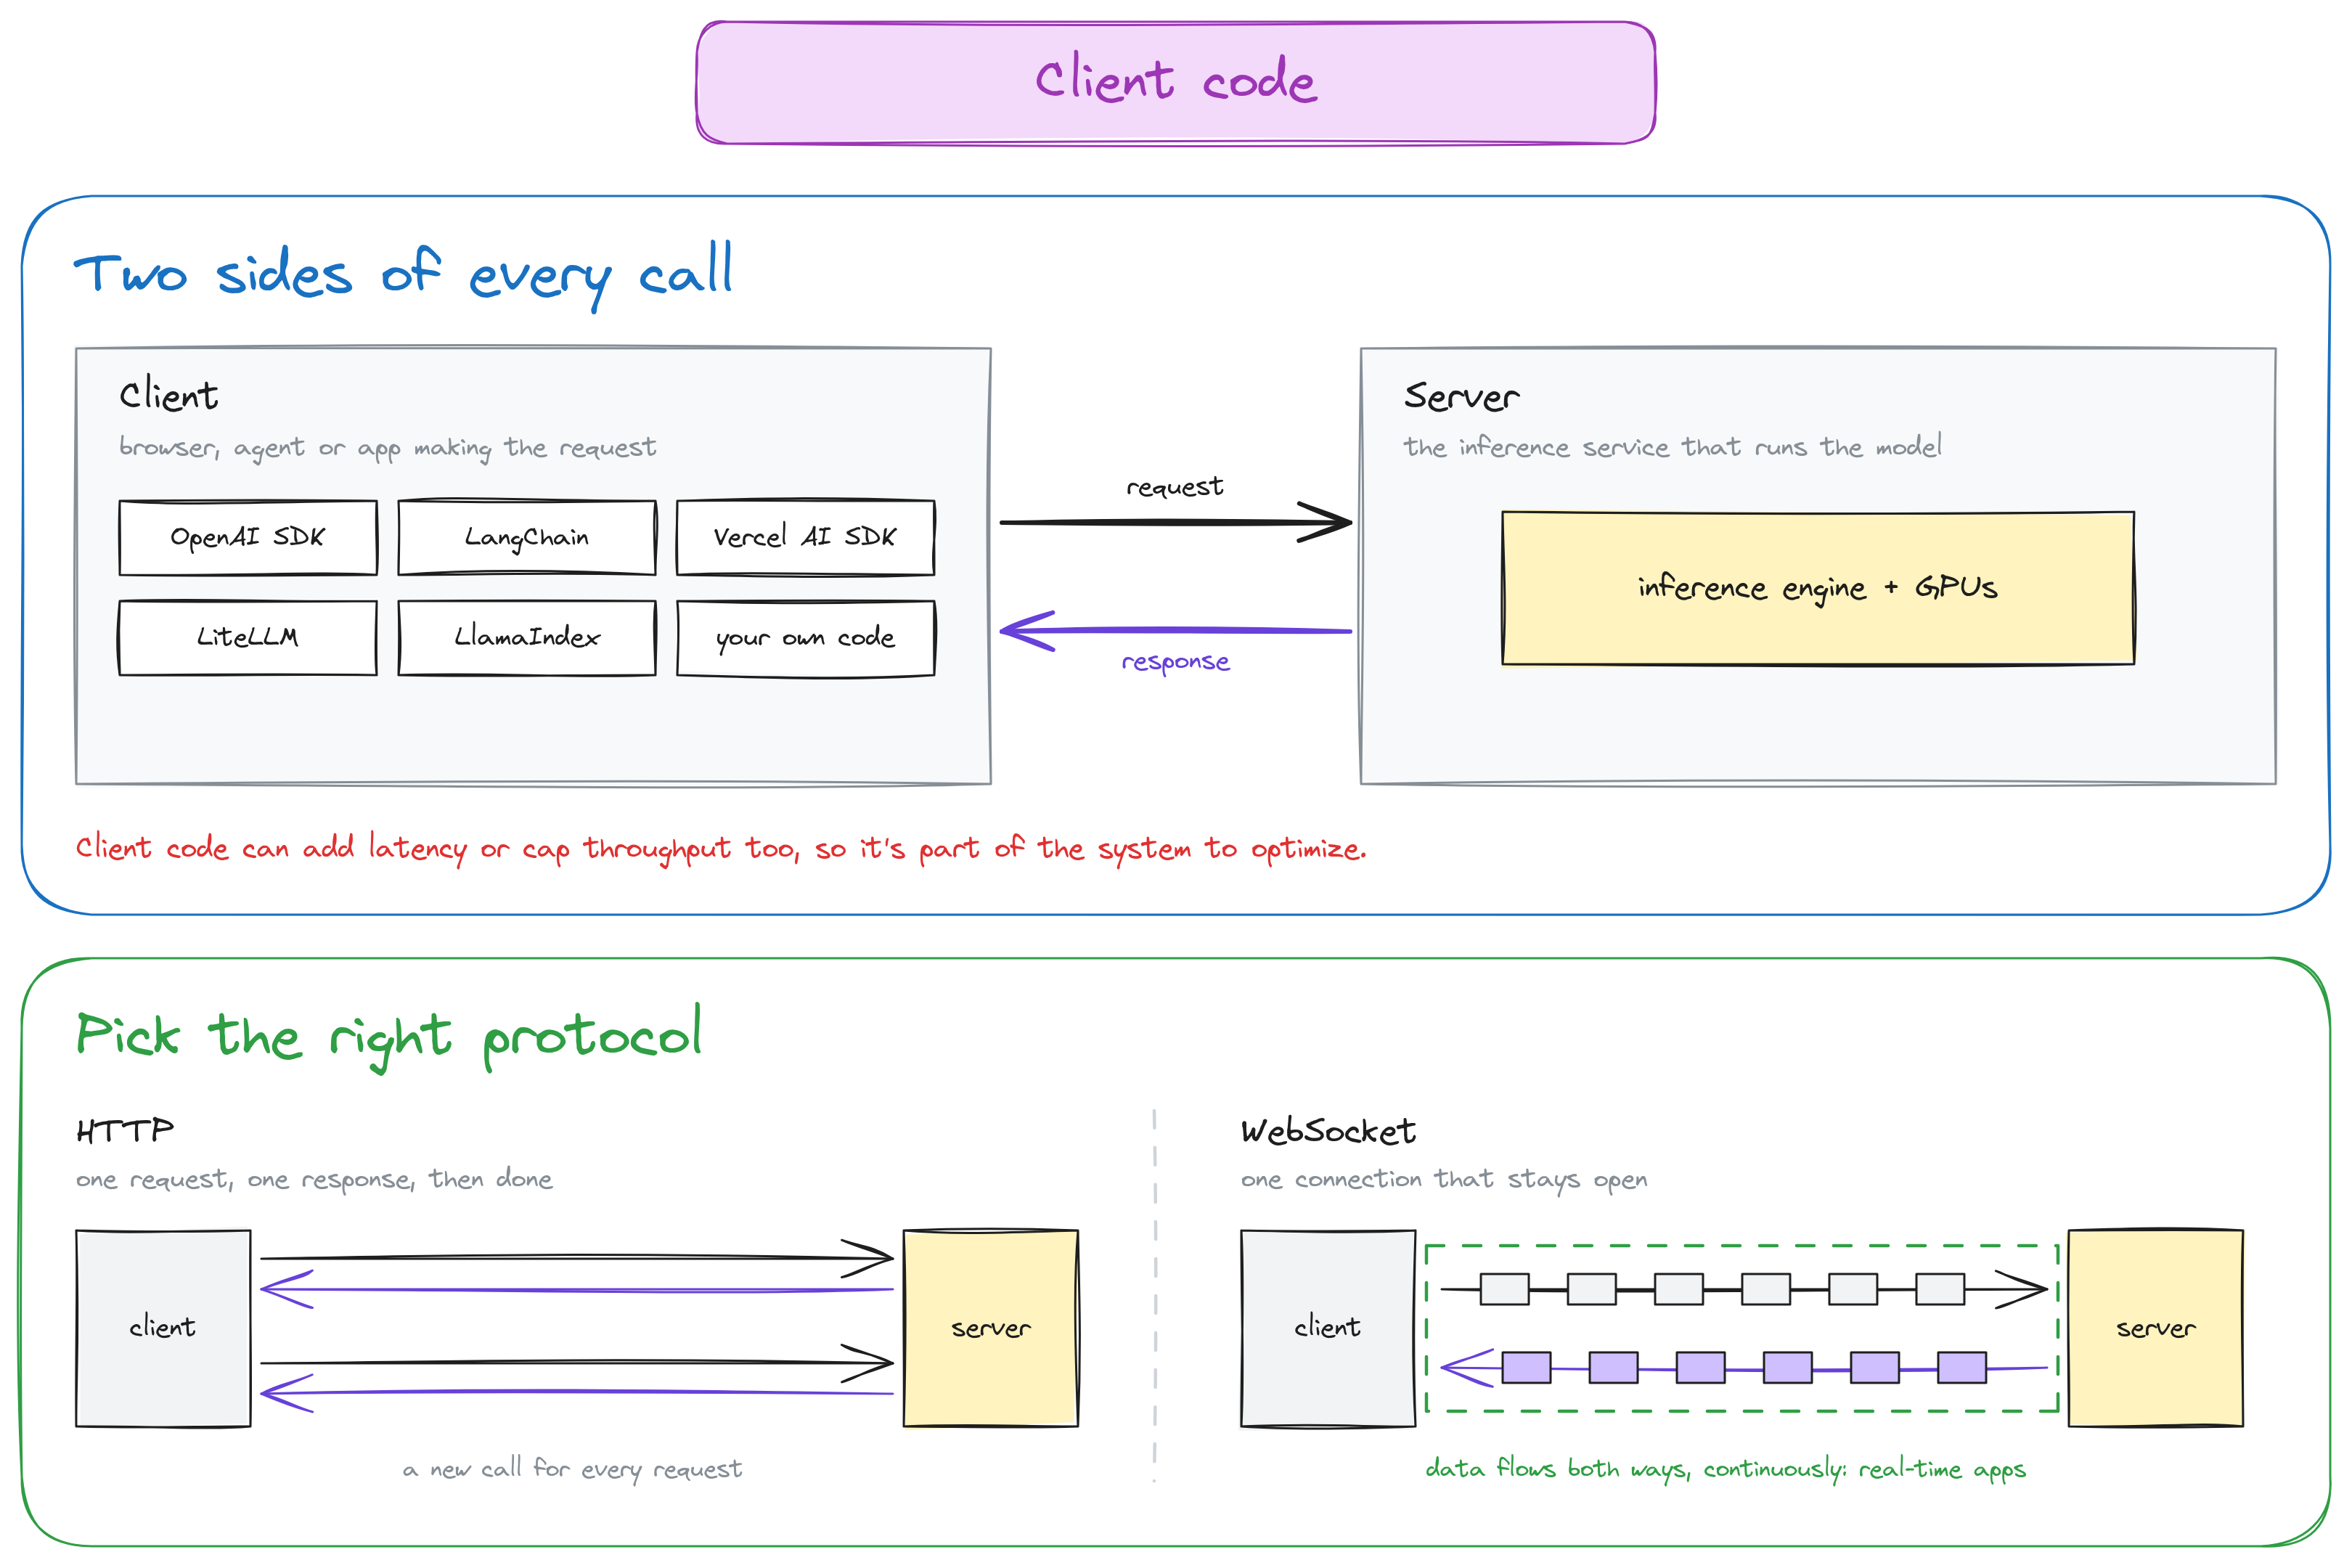 Client code
Two sides of every call
Client
browser, agent or app making the request
OpenAI SDK
LangChain
Vercel AI SDK
LiteLLM
LlamaIndex
your own code
request
response
Server
the inference service that runs the model
inference engine + GPUs
Client code can add latency or cap throughput too, so it's part of the system to optimize.
Pick the right protocol
HTTP
one request, one response, then done
client
server
a new call for every request
WebSocket
one connection that stays open
client
server
data flows both ways, continuously: real-time apps